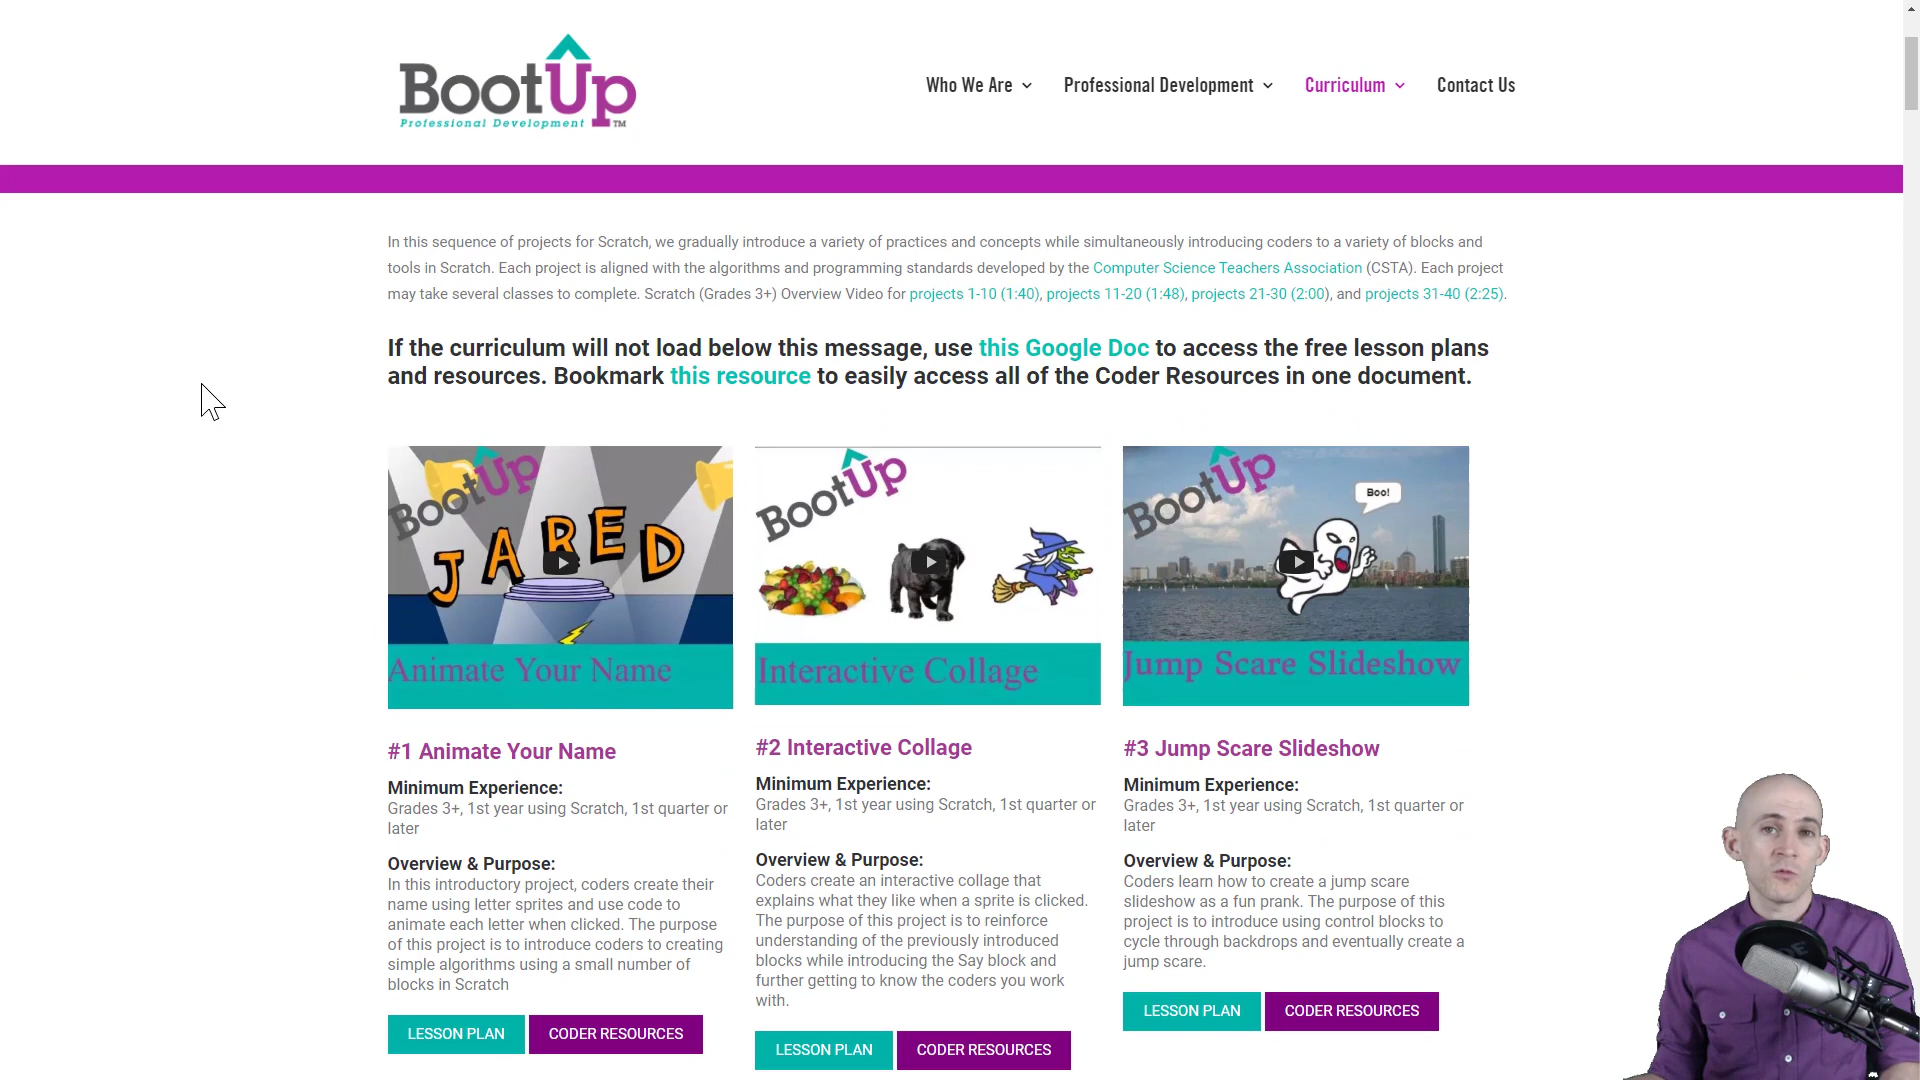 BootUp
Professional Development TM
Who We Are
Professional Development
Curriculum
Contact Us
In this sequence of projects for Scratch, we gradually introduce a variety of practices and concepts while simultaneously introducing coders to a variety of blocks and
tools in Scratch. Each project is aligned with the algorithms and programming standards developed by the Computer Science Teachers Association (CSTA). Each project
may take several classes to complete. Scratch (Grades 3+) Overview Video for projects 1-10 (1:40), projects 11-20 (1:48), projects 21-30 (2:00), and projects 31-40 (2:25).
If the curriculum will not load below this message, use this Google Doc to access the free lesson plans
and resources. Bookmark this resource to easily access all of the Coder Resources in one document.
BootUp
JARED
Animate Your Name
#1 Animate Your Name
Minimum Experience:
Grades 3+, 1st year using Scratch, 1st quarter or
later
Overview & Purpose:
In this introductory project, coders create their
name using letter sprites and use code to
animate each letter when clicked. The purpose
of this project is to introduce coders to creating
simple algorithms using a small number of
blocks in Scratch
LESSON PLAN
CODER RESOURCES
BootUp
Interactive Collage
#2 Interactive Collage
Minimum Experience:
Grades 3+, 1st year using Scratch, 1st quarter or
later
Overview & Purpose:
Coders create an interactive collage that
explains what they like when a sprite is clicked.
The purpose of this project is to reinforce
understanding of the previously introduced
blocks while introducing the Say block and
further getting to know the coders you work
with.
LESSON PLAN
CODER RESOURCES
BootUp
Boo!
Jump Scare Slideshow
#3 Jump Scare Slideshow
Minimum Experience:
Grades 3+, 1st year using Scratch, 1st quarter or
later
Overview & Purpose:
Coders learn how to create a jump scare
slideshow as a fun prank. The purpose of this
project is to introduce using control blocks to
cycle through backdrops and eventually create a
jump scare.
LESSON PLAN
CODER RESOURCES